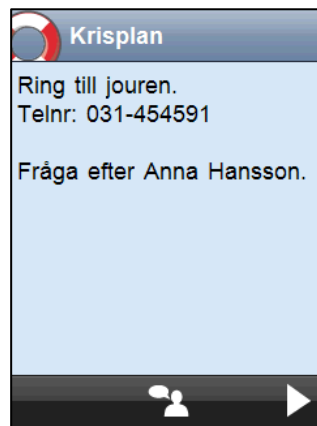 Krisplan
Ring till jouren.
Telnr: 031-454591
Fråga efter Anna Hansson.